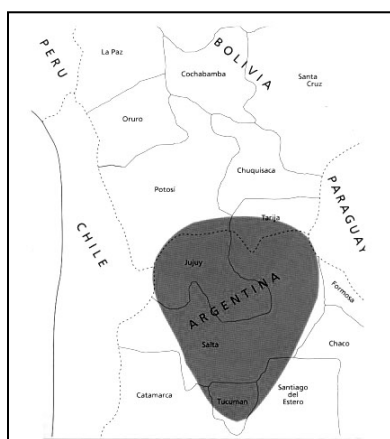 PERU
La Paz
BOLIVIA
Cochabamba
Santa
Cruz
Oruro
Chuquisaca
Potosí
PARAGUAY
Tarija
CHILE
Jujuy
ARGENTINA
Formosa
Salta
Chaco
Catamarca
Tucuman
Santiago
del
Estero